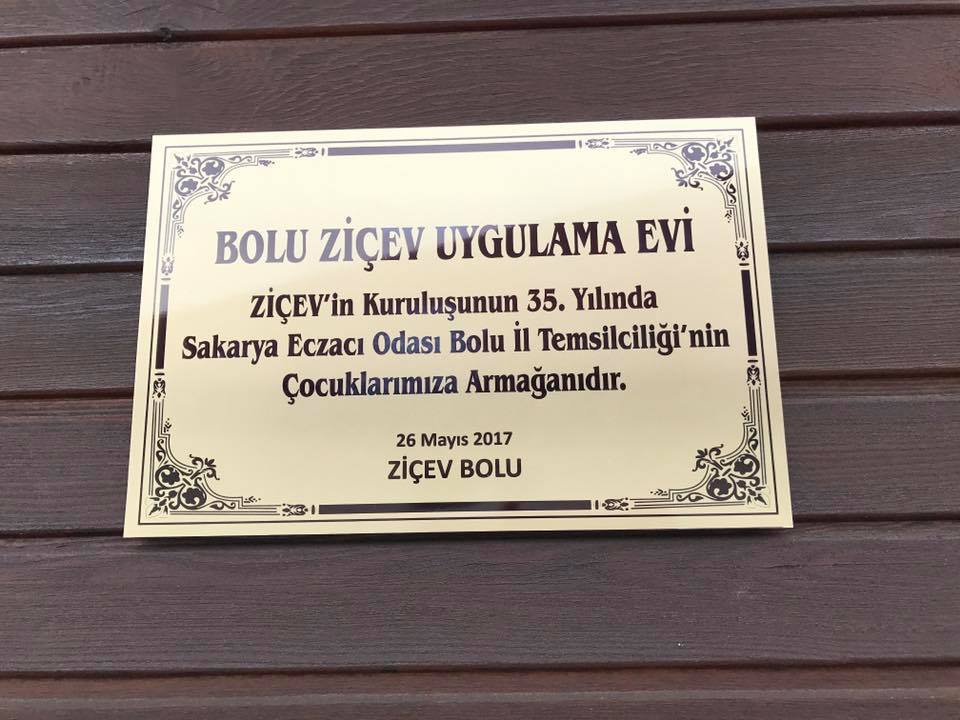 BOLU ZİÇEV UYGULAMA EVİ
ZİÇEV'in Kuruluşunun 35. Yılında
Sakarya Eczacı Odası Bolu İl Temsilciliği'nin
Çocuklarımıza Armağanıdır.
26 Mayıs 2017
ZİÇEV BOLU